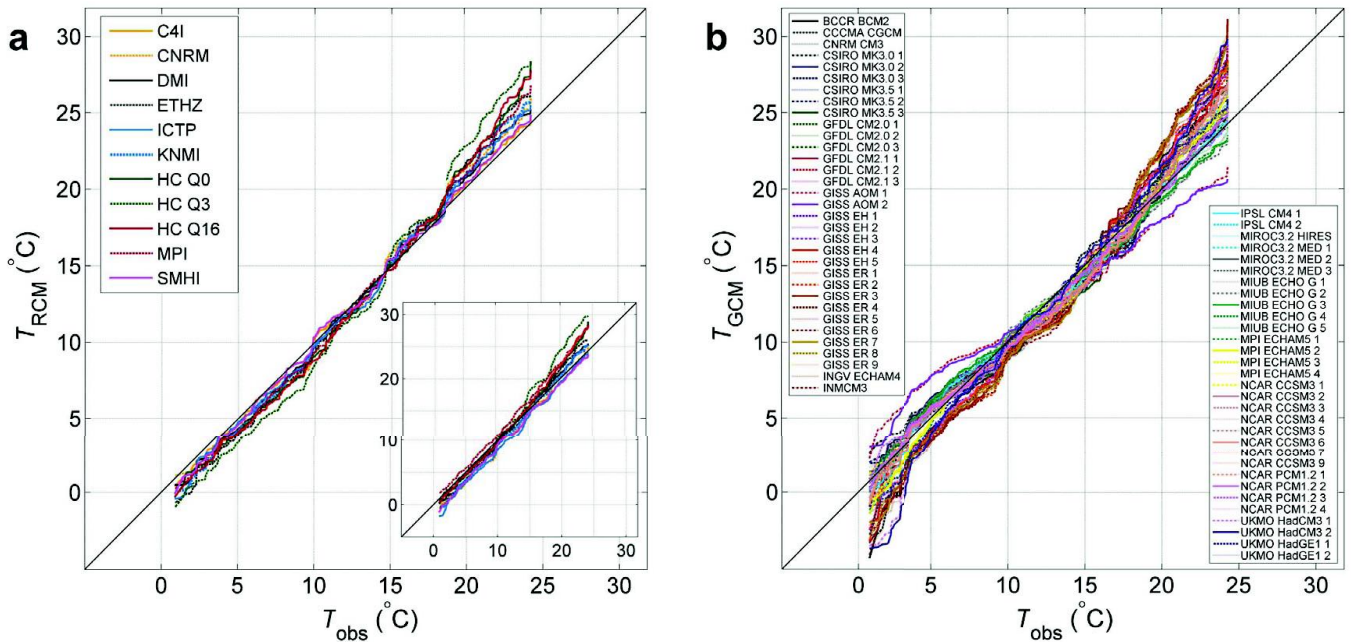 a
T_RCM (°C)
30
25
20
15
10
5
0
C4I
CNRM
DMI
ETHZ
ICTP
KNMI
HC Q0
HC Q3
HC Q16
MPI
SMHI
30
20
10
0
0
10
20
30
0
5
10
15
20
25
30
T_obs (°C)
b
T_GCM (°C)
30
25
20
15
10
5
0
BCCR BCM2
CCCMA CGCM
CNRM CM3
CSIRO MK3.0 1
CSIRO MK3.0 2
CSIRO MK3.0 3
CSIRO MK3.5 1
CSIRO MK3.5 2
CSIRO MK3.5 3
GFDL CM2.0 1
GFDL CM2.0 2
GFDL CM2.0 3
GFDL CM2.1 1
GFDL CM2.1 2
GFDL CM2.1 3
GISS AOM 1
GISS AOM 2
GISS EH 1
GISS EH 2
GISS EH 3
GISS EH 4
GISS EH 5
GISS ER 1
GISS ER 2
GISS ER 3
GISS ER 4
GISS ER 5
GISS ER 6
GISS ER 7
GISS ER 8
GISS ER 9
INGV ECHAM4
INMCM3
IPSL CM4 1
IPSL CM4 2
MIROC3.2 HIRES
MIROC3.2 MED 1
MIROC3.2 MED 2
MIROC3.2 MED 3
MIUB ECHO G 1
MIUB ECHO G 2
MIUB ECHO G 3
MIUB ECHO G 4
MIUB ECHO G 5
MPI ECHAM5 1
MPI ECHAM5 2
MPI ECHAM5 3
MPI ECHAM5 4
NCAR CCSM3 1
NCAR CCSM3 2
NCAR CCSM3 3
NCAR CCSM3 4
NCAR CCSM3 5
NCAR CCSM3 6
NCAR CCSM3 7
NCAR CCSM3 9
NCAR PCM1.2 1
NCAR PCM1.2 2
NCAR PCM1.2 3
NCAR PCM1.2 4
UKMO HadCM3 1
UKMO HadCM3 2
UKMO HadGE1 1
UKMO HadGE1 2
0
5
10
15
20
25
30
T_obs (°C)